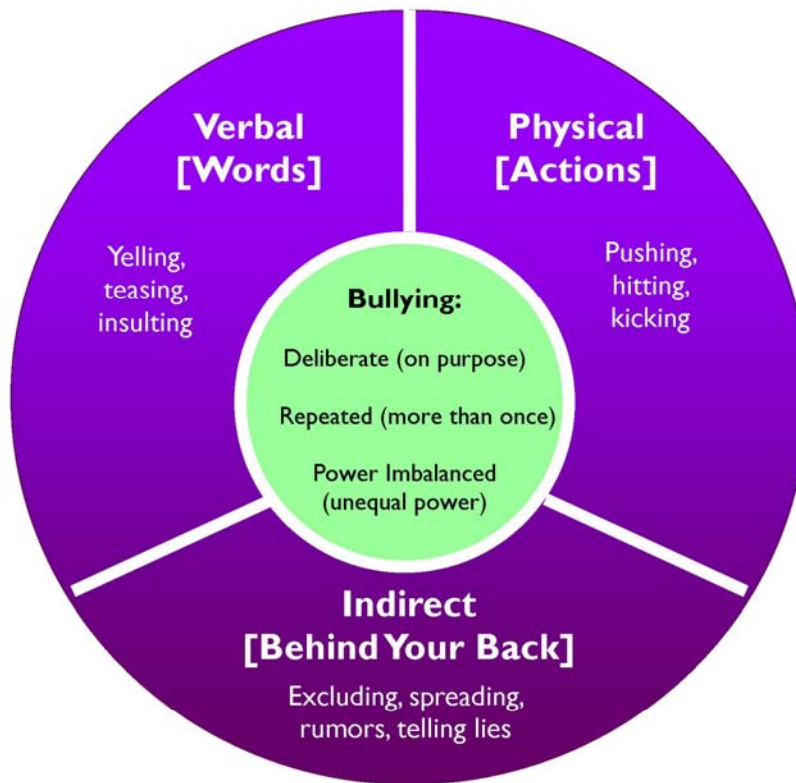 Verbal
[Words]
Yelling,
teasing,
insulting
Physical
[Actions]
Pushing,
hitting,
kicking
Bullying:
Deliberate (on purpose)
Repeated (more than once)
Power Imbalanced
(unequal power)
Indirect
[Behind Your Back]
Excluding, spreading,
rumors, telling lies